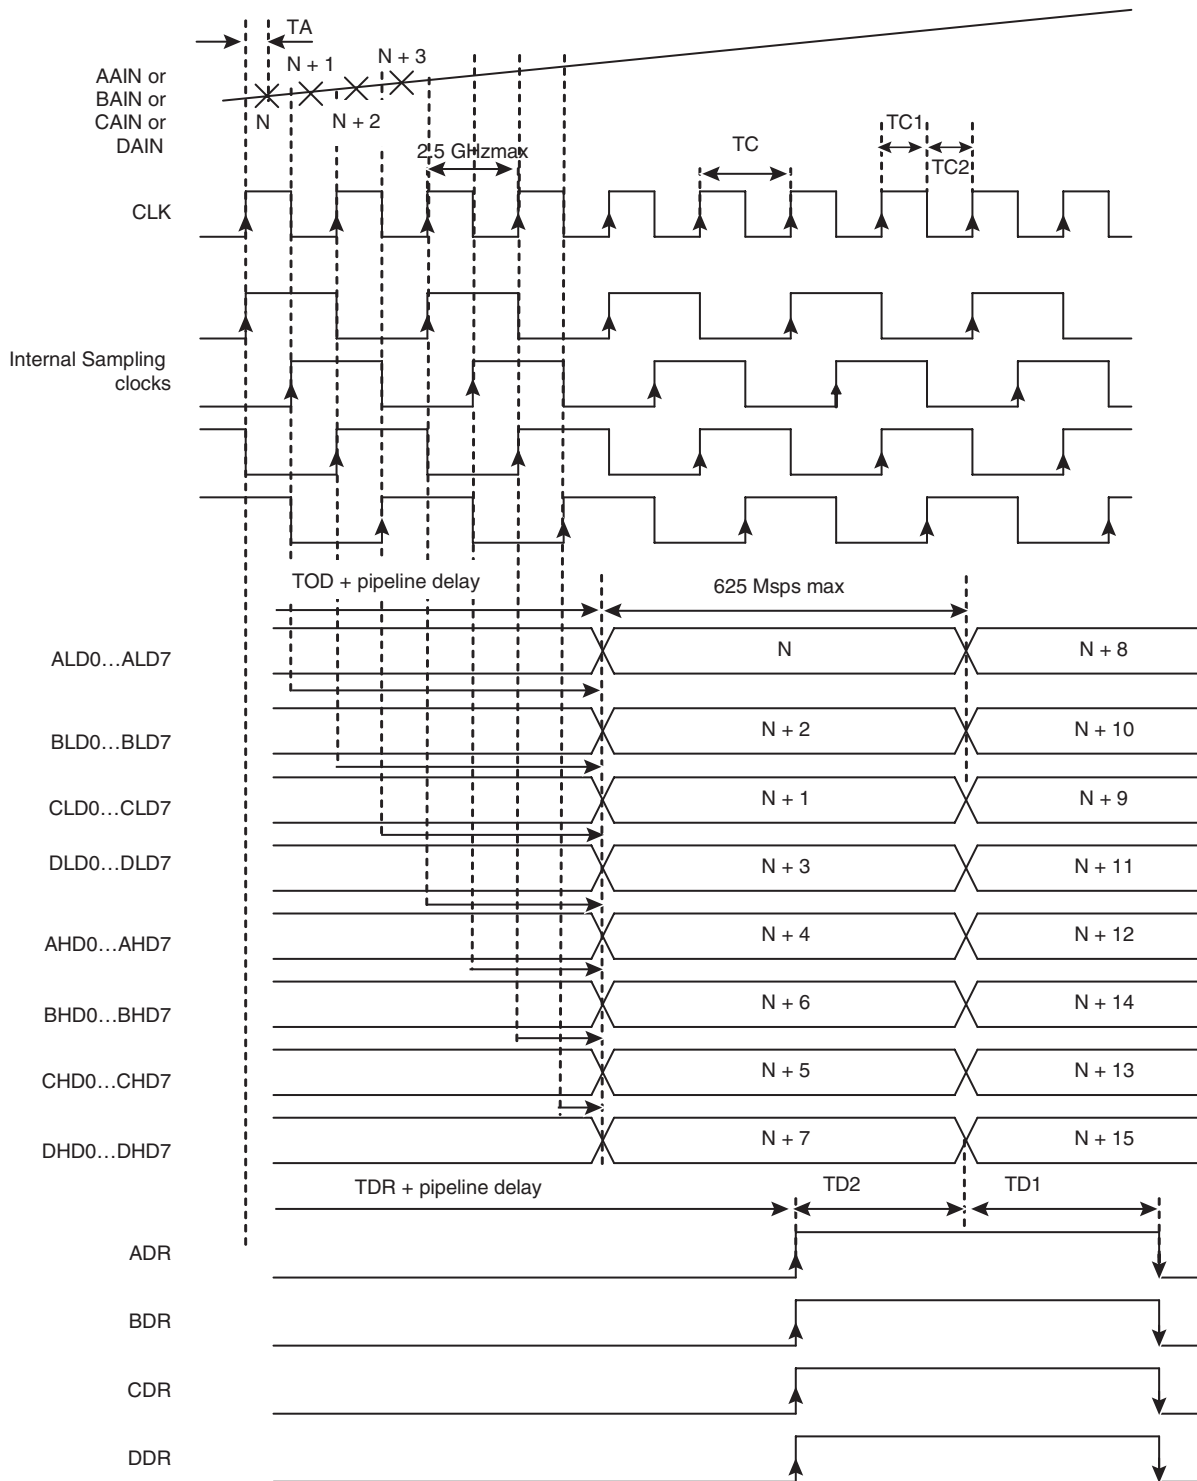 TA
N + 1
N + 3
AAIN or
BAIN or
CAIN or
DAIN
N
N + 2
2.5 GHzmax
TC
TC1
TC2
CLK
Internal Sampling
clocks
TOD + pipeline delay
625 Msps max
ALD0...ALD7
N
N + 8
BLD0...BLD7
N + 2
N + 10
CLD0...CLD7
N + 1
N + 9
DLD0...DLD7
N + 3
N + 11
AHD0...AHD7
N + 4
N + 12
BHD0...BHD7
N + 6
N + 14
CHD0...CHD7
N + 5
N + 13
DHD0...DHD7
N + 7
N + 15
TDR + pipeline delay
TD2
TD1
ADR
BDR
CDR
DDR